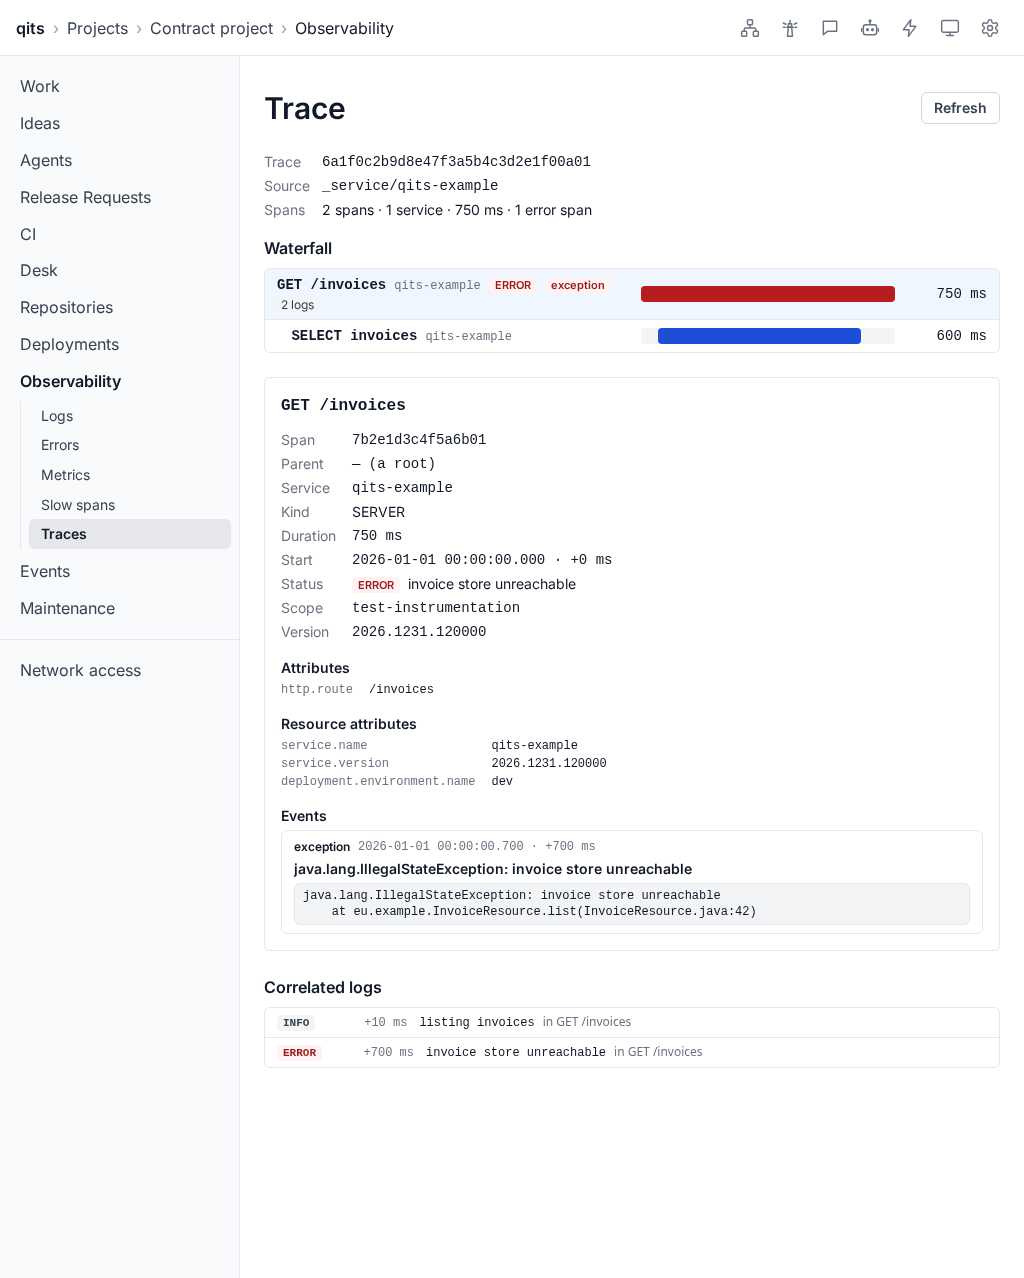 qits › Projects › Contract project › Observability
Work
Ideas
Agents
Release Requests
CI
Desk
Repositories
Deployments
Observability
Logs
Errors
Metrics
Slow spans
Traces
Events
Maintenance
Network access
Trace
Refresh
Trace 6a1f0c2b9d8e47f3a5b4c3d2e1f00a01
Source _service/qits-example
Spans 2 spans · 1 service · 750 ms · 1 error span
Waterfall
GET /invoices qits-example ERROR exception
2 logs
750 ms
SELECT invoices qits-example 600 ms
GET /invoices
Span 7b2e1d3c4f5a6b01
Parent — (a root)
Service qits-example
Kind SERVER
Duration 750 ms
Start 2026-01-01 00:00:00.000 · +0 ms
Status ERROR invoice store unreachable
Scope test-instrumentation
Version 2026.1231.120000
Attributes
http.route /invoices
Resource attributes
service.name qits-example
service.version 2026.1231.120000
deployment.environment.name dev
Events
exception 2026-01-01 00:00:00.700 · +700 ms
java.lang.IllegalStateException: invoice store unreachable
java.lang.IllegalStateException: invoice store unreachable
at eu.example.InvoiceResource.list(InvoiceResource.java:42)
Correlated logs
INFO +10 ms listing invoices in GET /invoices
ERROR +700 ms invoice store unreachable in GET /invoices